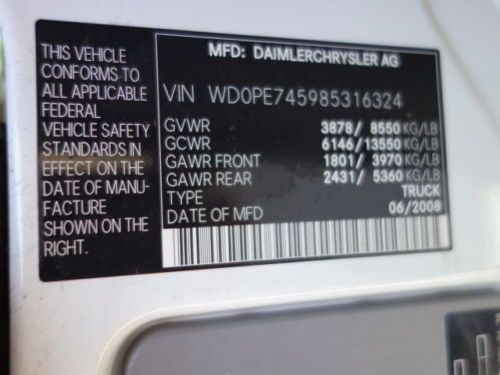 MFD: DAIMLERCHRYSLER AG
THIS VEHICLE
CONFORMS TO
ALL APPLICABLE
FEDERAL
VEHICLE SAFETY
STANDARDS IN
EFFECT ON THE
DATE OF MANU-
FACTURE
SHOWN ON THE
RIGHT.
VIN WD0PE745985316324
GVWR 3878/ 8550 KG/LB
GCWR 6146/13550 KG/LB
GAWR FRONT 1801/ 3970 KG/LB
GAWR REAR 2431/ 5360 KG/LB
TYPE TRUCK
DATE OF MFD 06/2008